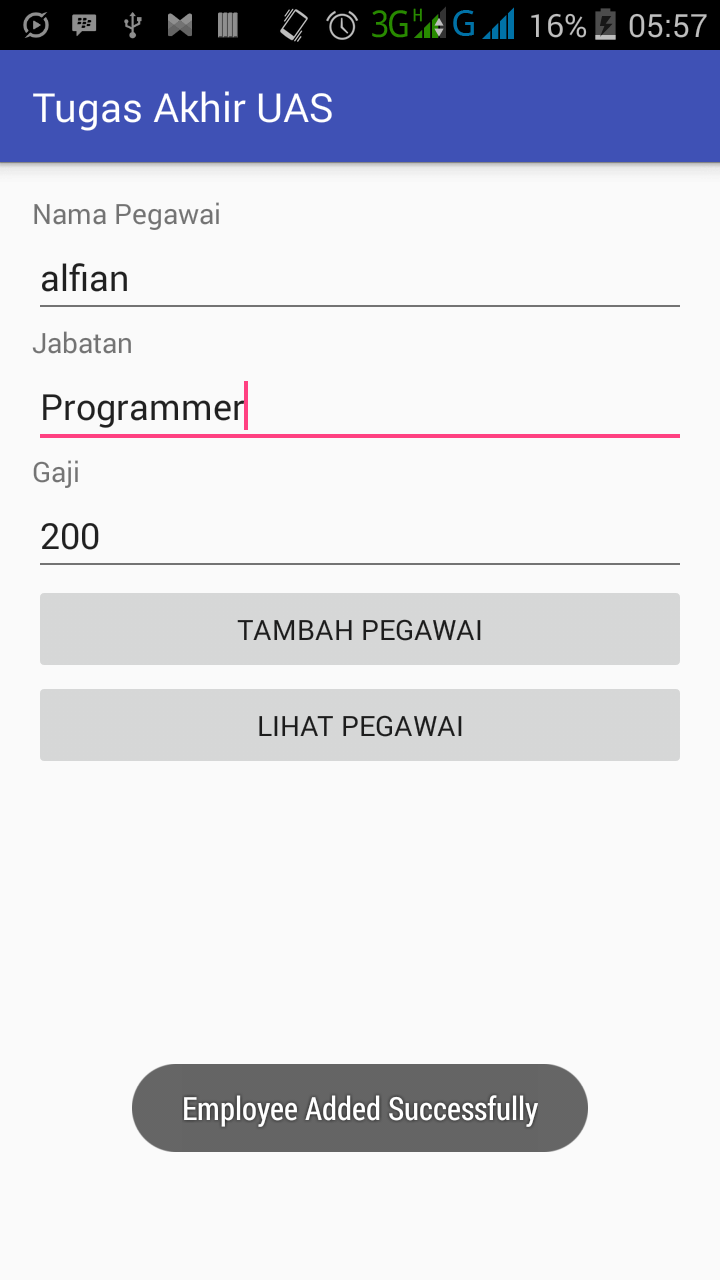 3G H G 16% 05:57
Tugas Akhir UAS
Nama Pegawai
alfian
Jabatan
Programmer
Gaji
200
TAMBAH PEGAWAI
LIHAT PEGAWAI
Employee Added Successfully